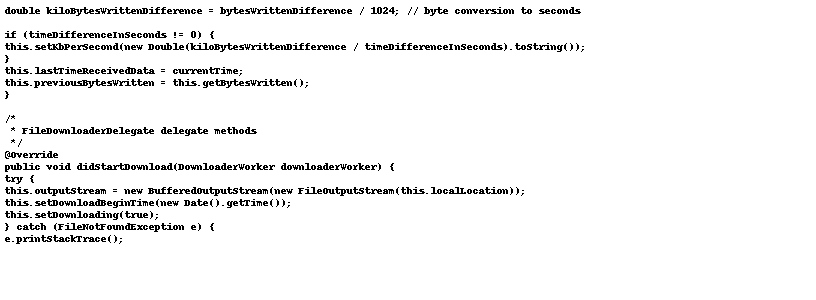 double kiloBytesWrittenDifference = bytesWrittenDifference / 1024; // byte conversion to seconds
if (timeDifferenceInSeconds != 0) {
this.setKbPerSecond(new Double(kiloBytesWrittenDifference / timeDifferenceInSeconds).toString());
}
this.lastTimeReceivedData = currentTime;
this.previousBytesWritten = this.getBytesWritten();
}
/*
 * FileDownloaderDelegate delegate methods
 */
@Override
public void didStartDownload(DownloaderWorker downloaderWorker) {
try {
this.outputStream = new BufferedOutputStream(new FileOutputStream(this.localLocation));
this.setDownloadBeginTime(new Date().getTime());
this.setDownloading(true);
} catch (FileNotFoundException e) {
e.printStackTrace();